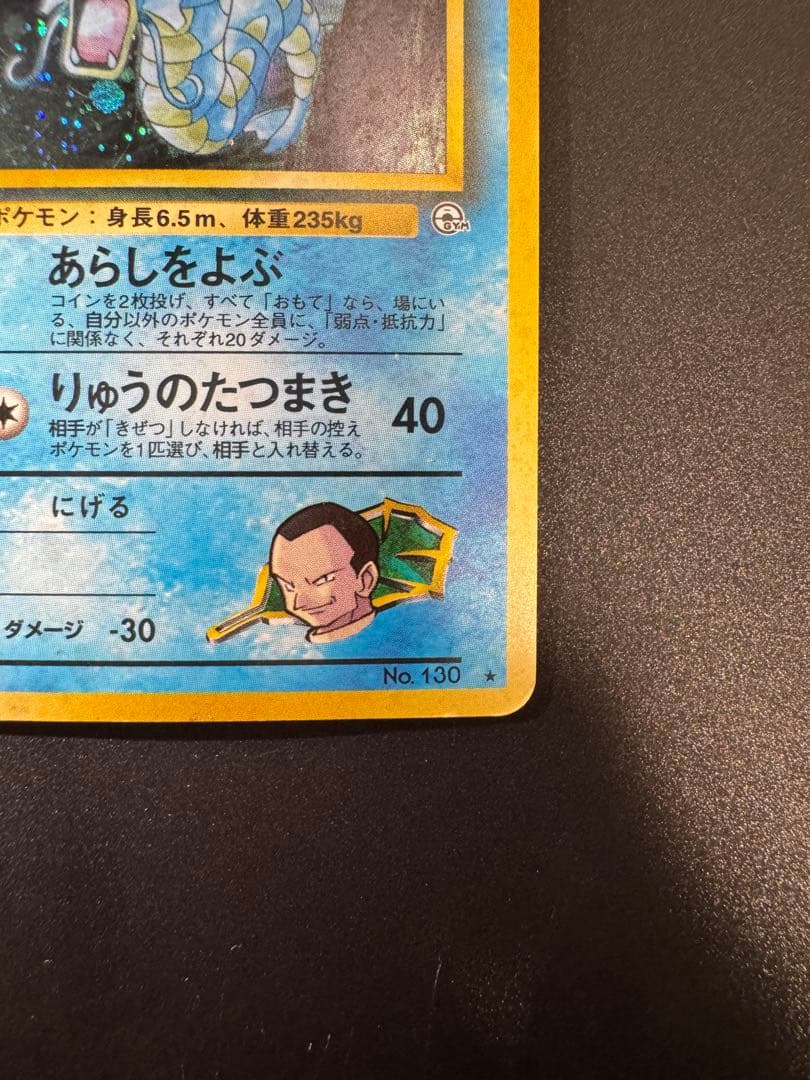 ポケモン：身長6.5m、体重235kg
GYM
あらしをよぶ
コインを2枚投げ、すべて「おもて」なら、場にい
る、自分以外のポケモン全員に、「弱点・抵抗力」
に関係なく、それぞれ20ダメージ。
りゅうのたつまき 40
相手が「きぜつ」しなければ、相手の控え
ポケモンを1匹選び、相手と入れ替える。
にげる
ダメージ -30
No. 130 ★